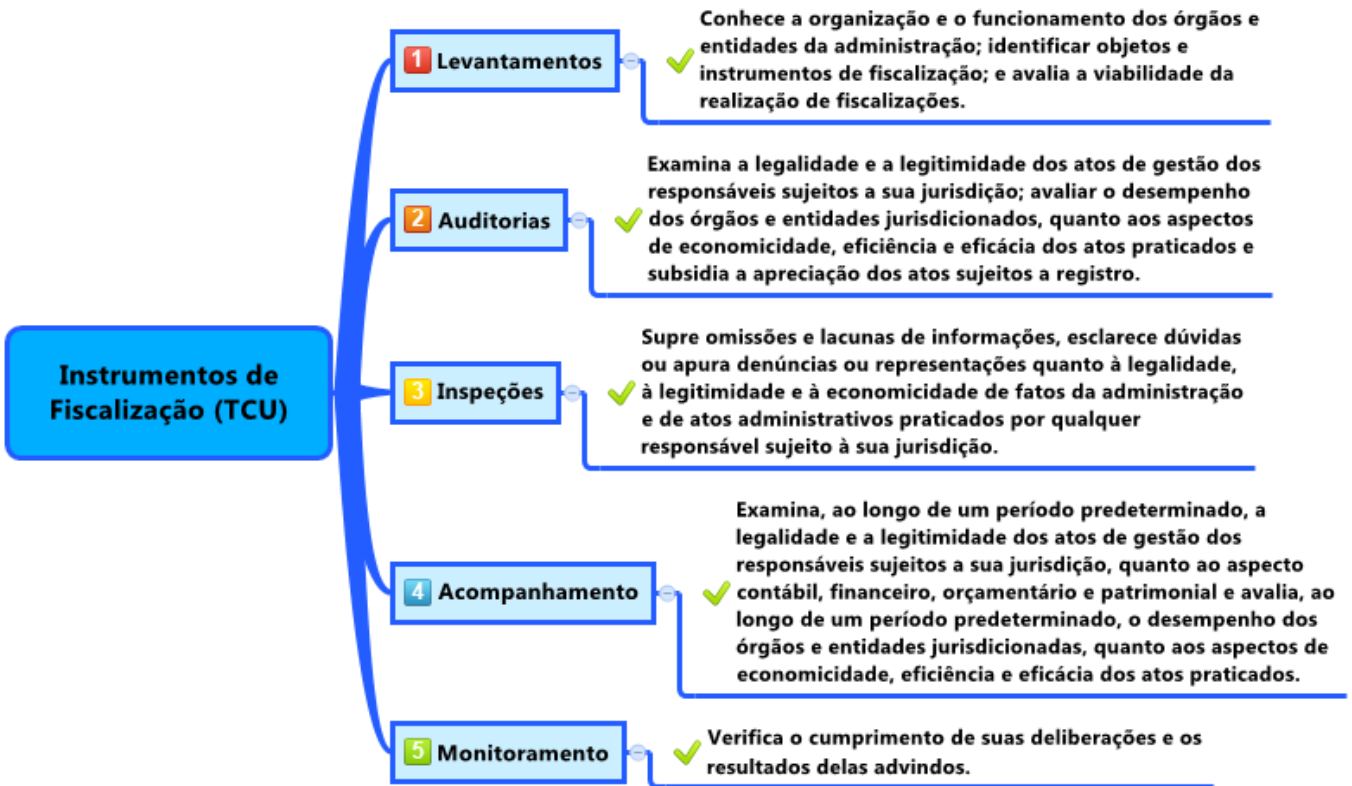 Instrumentos de
Fiscalização (TCU)
1 Levantamentos
Conhece a organização e o funcionamento dos órgãos e
entidades da administração; identificar objetos e
instrumentos de fiscalização; e avalia a viabilidade da
realização de fiscalizações.
2 Auditorias
Examina a legalidade e a legitimidade dos atos de gestão dos
responsáveis sujeitos a sua jurisdição; avaliar o desempenho
dos órgãos e entidades jurisdicionados, quanto aos aspectos
de economicidade, eficiência e eficácia dos atos praticados e
subsidia a apreciação dos atos sujeitos a registro.
3 Inspeções
Supre omissões e lacunas de informações, esclarece dúvidas
ou apura denúncias ou representações quanto à legalidade,
à legitimidade e à economicidade de fatos da administração
e de atos administrativos praticados por qualquer
responsável sujeito à sua jurisdição.
4 Acompanhamento
Examina, ao longo de um período predeterminado, a
legalidade e a legitimidade dos atos de gestão dos
responsáveis sujeitos a sua jurisdição, quanto ao aspecto
contábil, financeiro, orçamentário e patrimonial e avalia, ao
longo de um período predeterminado, o desempenho dos
órgãos e entidades jurisdicionadas, quanto aos aspectos de
economicidade, eficiência e eficácia dos atos praticados.
5 Monitoramento
Verifica o cumprimento de suas deliberações e os
resultados delas advindos.